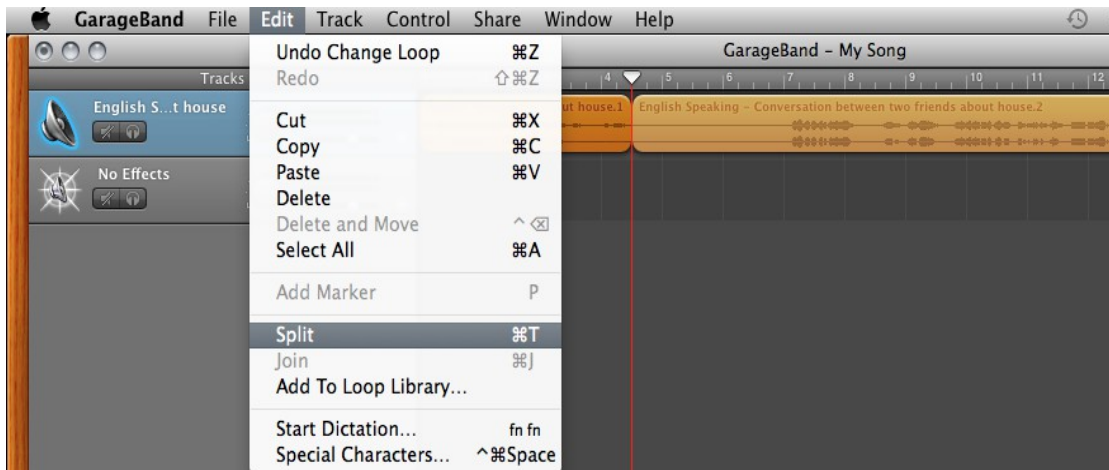 GarageBand File Edit Track Control Share Window Help
GarageBand – My Song
Tracks
4 5 6 7 8 9 10 11 12
English S...t house
No Effects
Undo Change Loop ⌘Z
Redo ⇧⌘Z
Cut ⌘X
Copy ⌘C
Paste ⌘V
Delete
Delete and Move ^⌫
Select All ⌘A
Add Marker P
Split ⌘T
Join ⌘J
Add To Loop Library...
Start Dictation... fn fn
Special Characters... ^⌘Space
ut house.1
English Speaking – Conversation between two friends about house.2